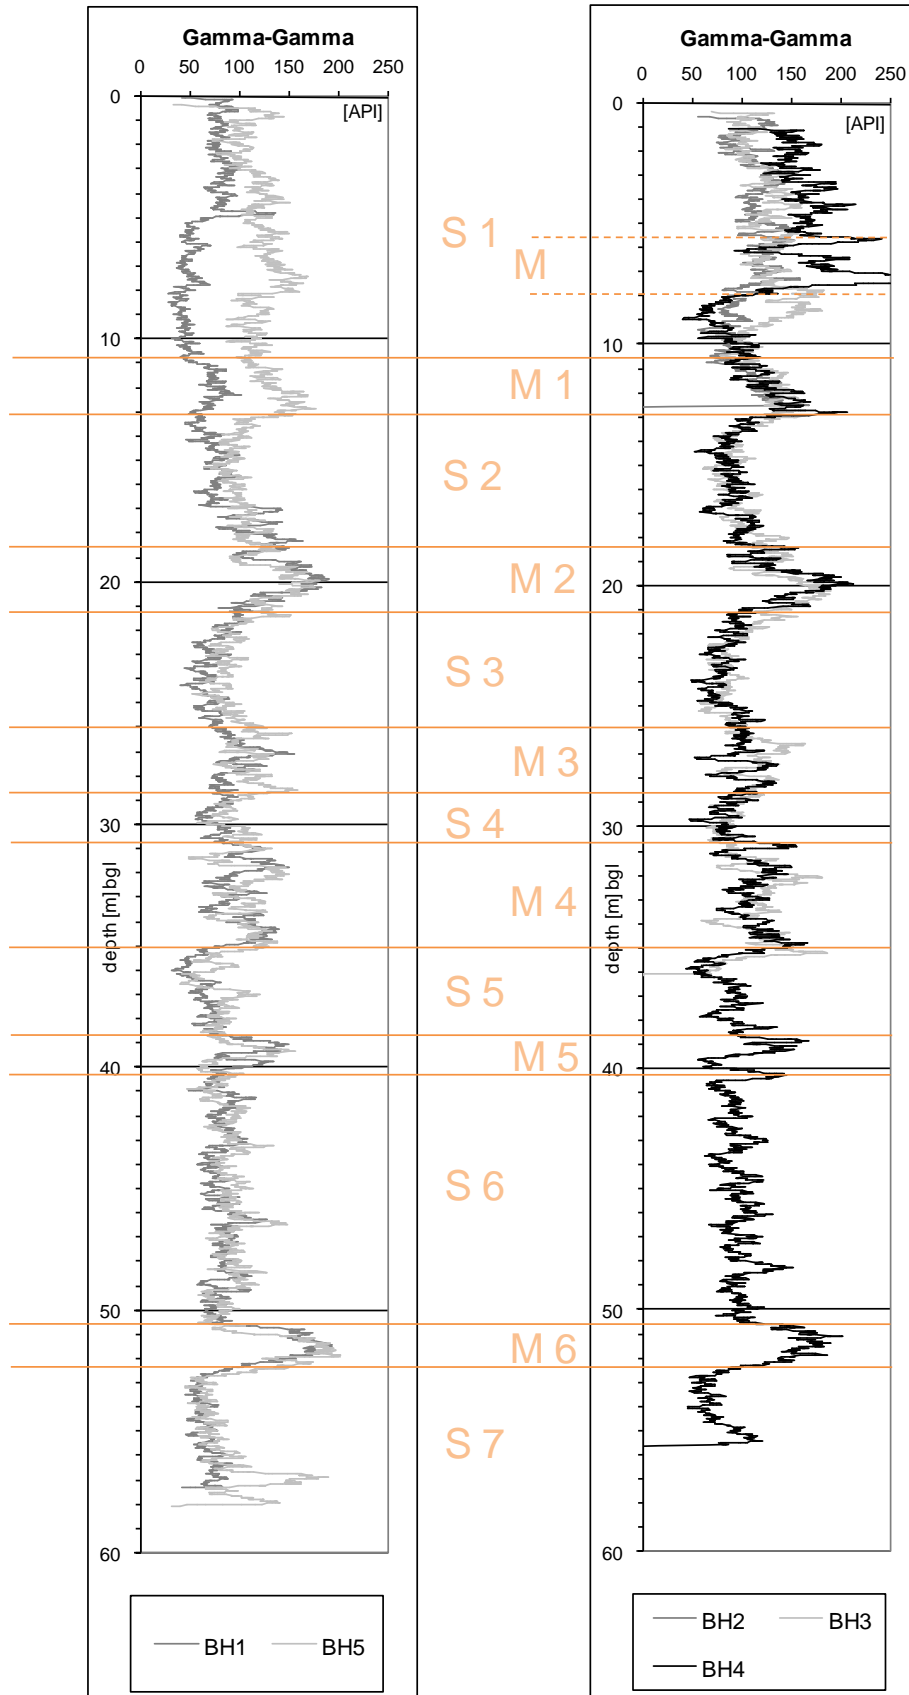 Gamma-Gamma
0 50 100 150 200 250
[API]
0
10
20
30
40
50
60
depth [m] bgl
BH1 BH5
S 1
M
M 1
S 2
M 2
S 3
M 3
S 4
M 4
S 5
M 5
S 6
M 6
S 7
Gamma-Gamma
0 50 100 150 200 250
[API]
0
10
20
30
40
50
60
depth [m] bgl
BH2 BH3
BH4